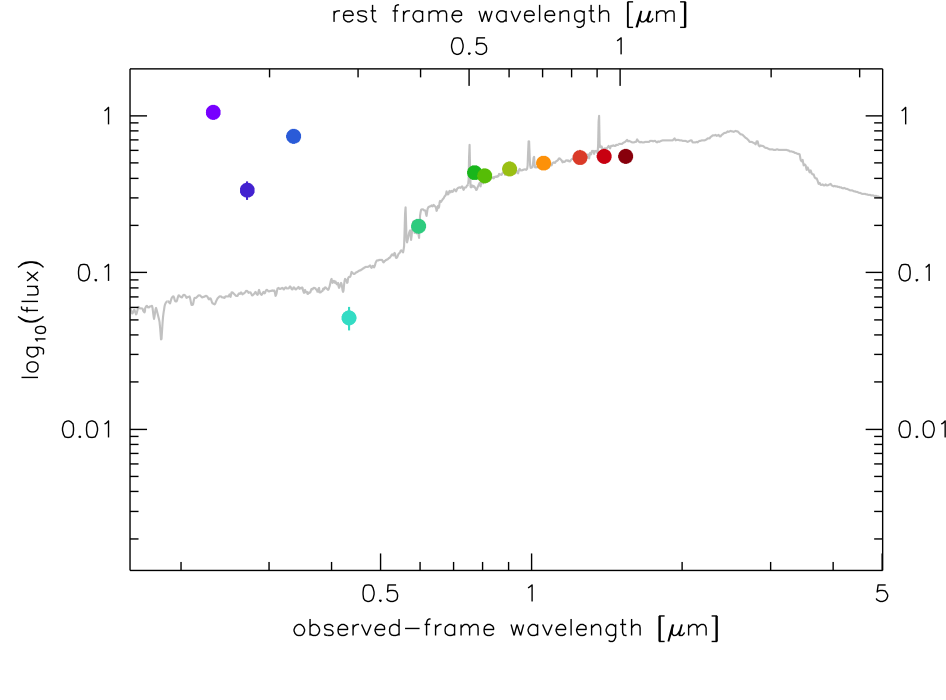 rest frame wavelength [μm]
0.5 1
1 1
0.1 0.1
0.01 0.01
log10(flux)
0.5 1 5
observed-frame wavelength [μm]